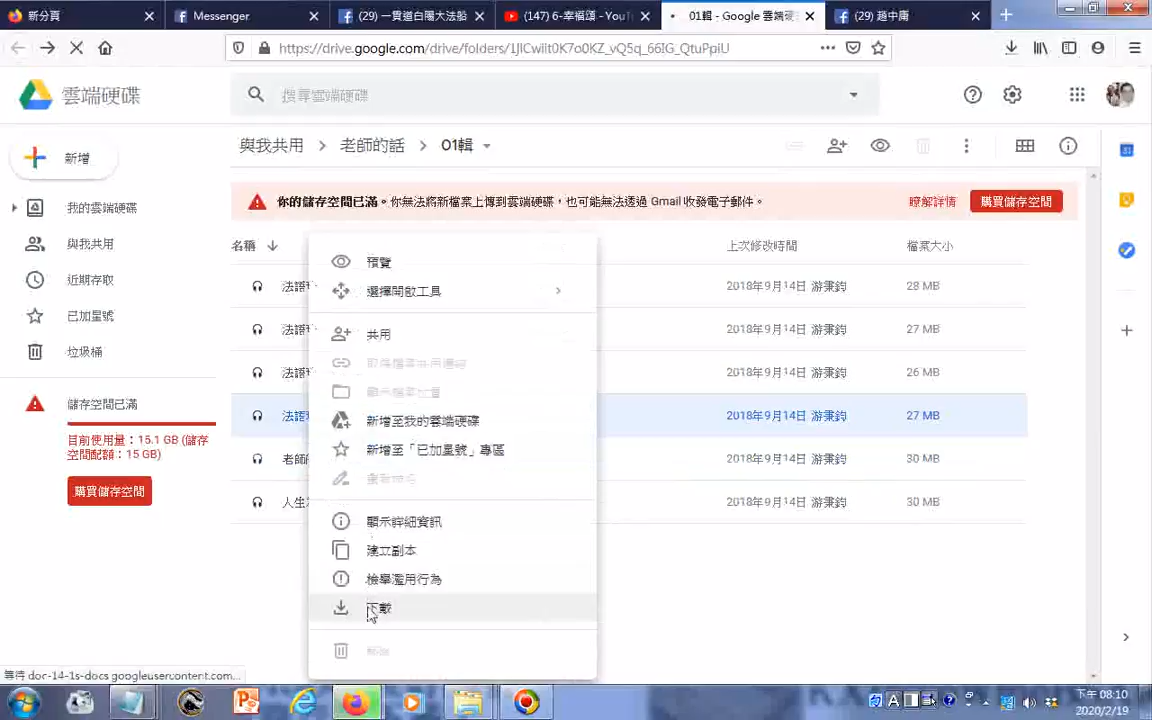 新分頁
Messenger
(29) 一貫道白陽大法船
(147) 6-幸福頌 - YouT
01輯 - Google 雲端硬
(29) 趙中庸
https://drive.google.com/drive/folders/
雲端硬碟
搜尋雲端硬碟
新增
與我共用 > 老師的話 > 01輯
我的雲端硬碟
與我共用
近期存取
已加星號
垃圾桶
儲存空間已滿
目前使用量：15.1 GB (儲存
空間配額：15 GB)
購買儲存空間
你的儲存空間已滿。你無法將新檔案上傳到雲端硬碟，也可能無法透過 Gmail 收發電子郵件。
瞭解詳情 購買儲存空間
名稱 上次修改時間 檔案大小
法語 2018年9月14日 游秉鈞 28 MB
法語 2018年9月14日 游秉鈞 27 MB
法語 2018年9月14日 游秉鈞 26 MB
法語 2018年9月14日 游秉鈞 27 MB
老師 2018年9月14日 游秉鈞 30 MB
人生 2018年9月14日 游秉鈞 30 MB
預覽
選擇開啟工具
共用
新增至我的雲端硬碟
新增至「已加星號」專區
顯示詳細資訊
建立副本
檢舉濫用行為
下載
等待 doc-14-1s-docs.googleusercontent.com...
下午 08:10
2020/2/19